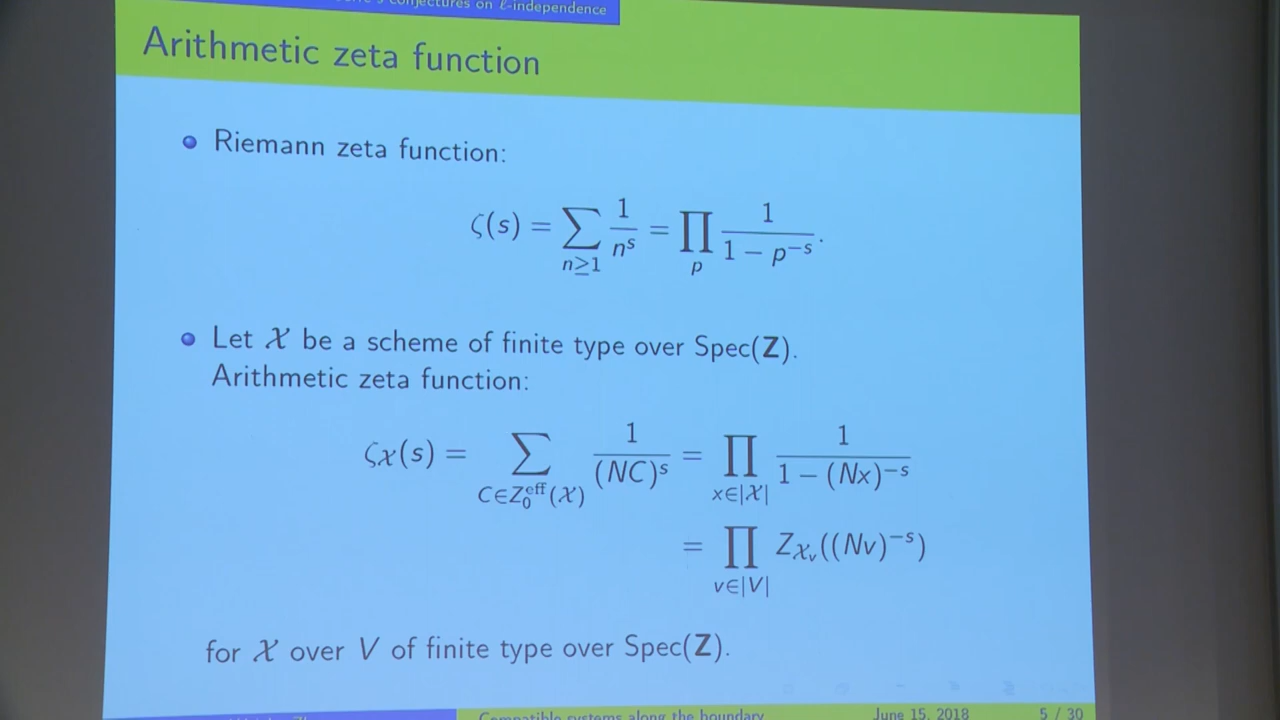 conjectures on ℓ-independence
Arithmetic zeta function
Riemann zeta function:
ζ(s) = ∑_{n≥1} 1/n^s = ∏_p 1/(1 − p^{−s}).
Let 𝒳 be a scheme of finite type over Spec(Z).
Arithmetic zeta function:
ζ_𝒳(s) = ∑_{C∈Z_0^{eff}(𝒳)} 1/(NC)^s = ∏_{x∈|𝒳|} 1/(1 − (Nx)^{−s})
= ∏_{v∈|V|} Z_{𝒳_v}((Nv)^{−s})
for 𝒳 over V of finite type over Spec(Z).
Compatible systems along the boundary June 15, 2018 5 / 30